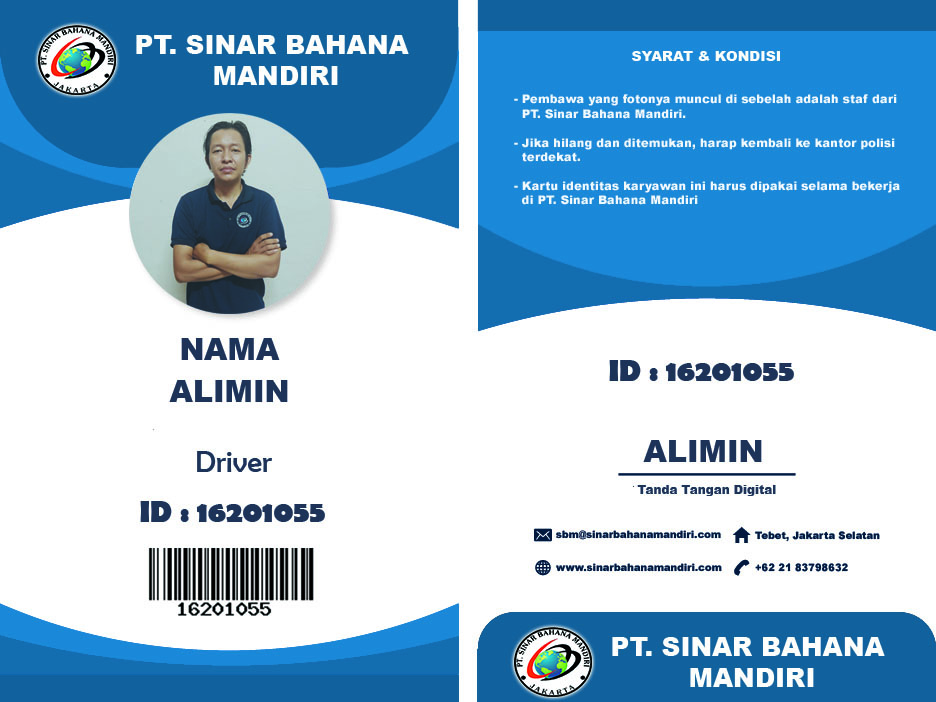 PT. SINAR BAHANA MANDIRI
JAKARTA
PT. SINAR BAHANA
MANDIRI
NAMA
ALIMIN
Driver
ID : 16201055
16201055
SYARAT & KONDISI
- Pembawa yang fotonya muncul di sebelah adalah staf dari
PT. Sinar Bahana Mandiri.
- Jika hilang dan ditemukan, harap kembali ke kantor polisi
terdekat.
- Kartu identitas karyawan ini harus dipakai selama bekerja
di PT. Sinar Bahana Mandiri
ID : 16201055
ALIMIN
Tanda Tangan Digital
sbm@sinarbahanamandiri.com
Tebet, Jakarta Selatan
www.sinarbahanamandiri.com
+62 21 83798632
PT. SINAR BAHANA MANDIRI
JAKARTA
PT. SINAR BAHANA
MANDIRI